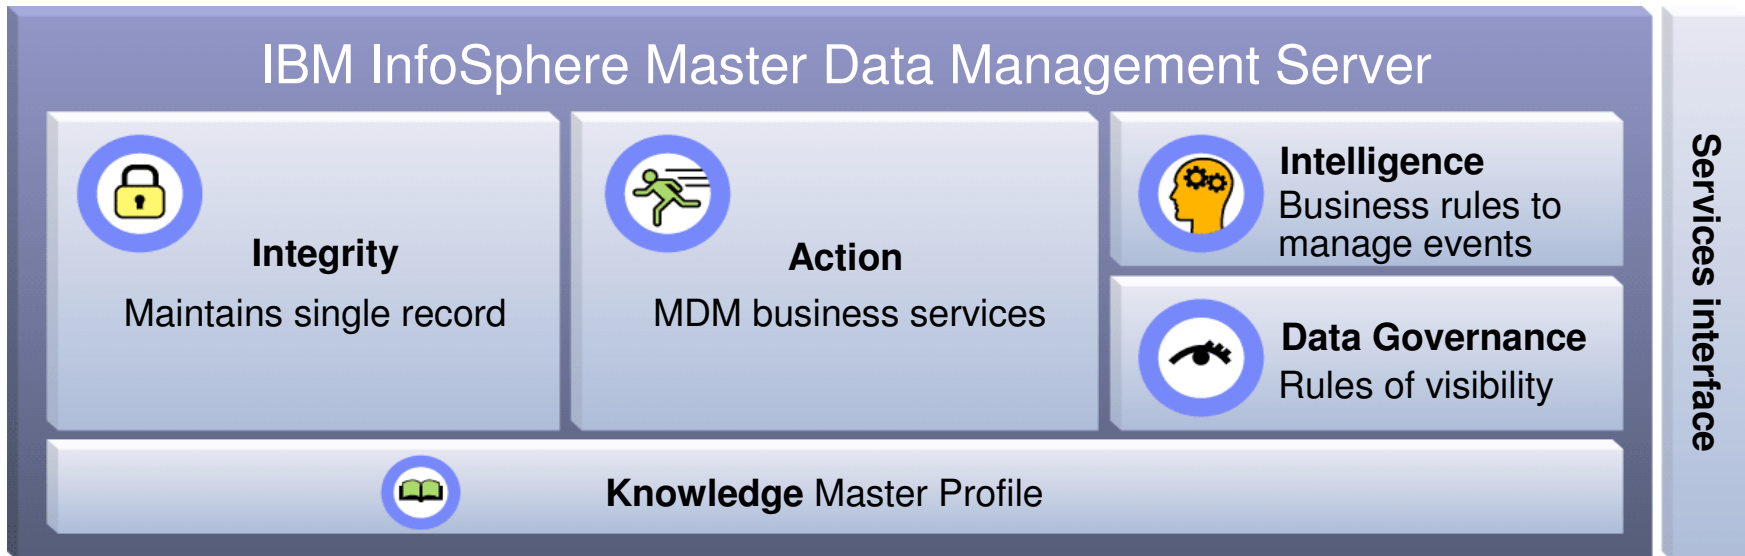 IBM InfoSphere Master Data Management Server
Integrity
Maintains single record
Action
MDM business services
Intelligence
Business rules to
manage events
Data Governance
Rules of visibility
Knowledge Master Profile
Services interface